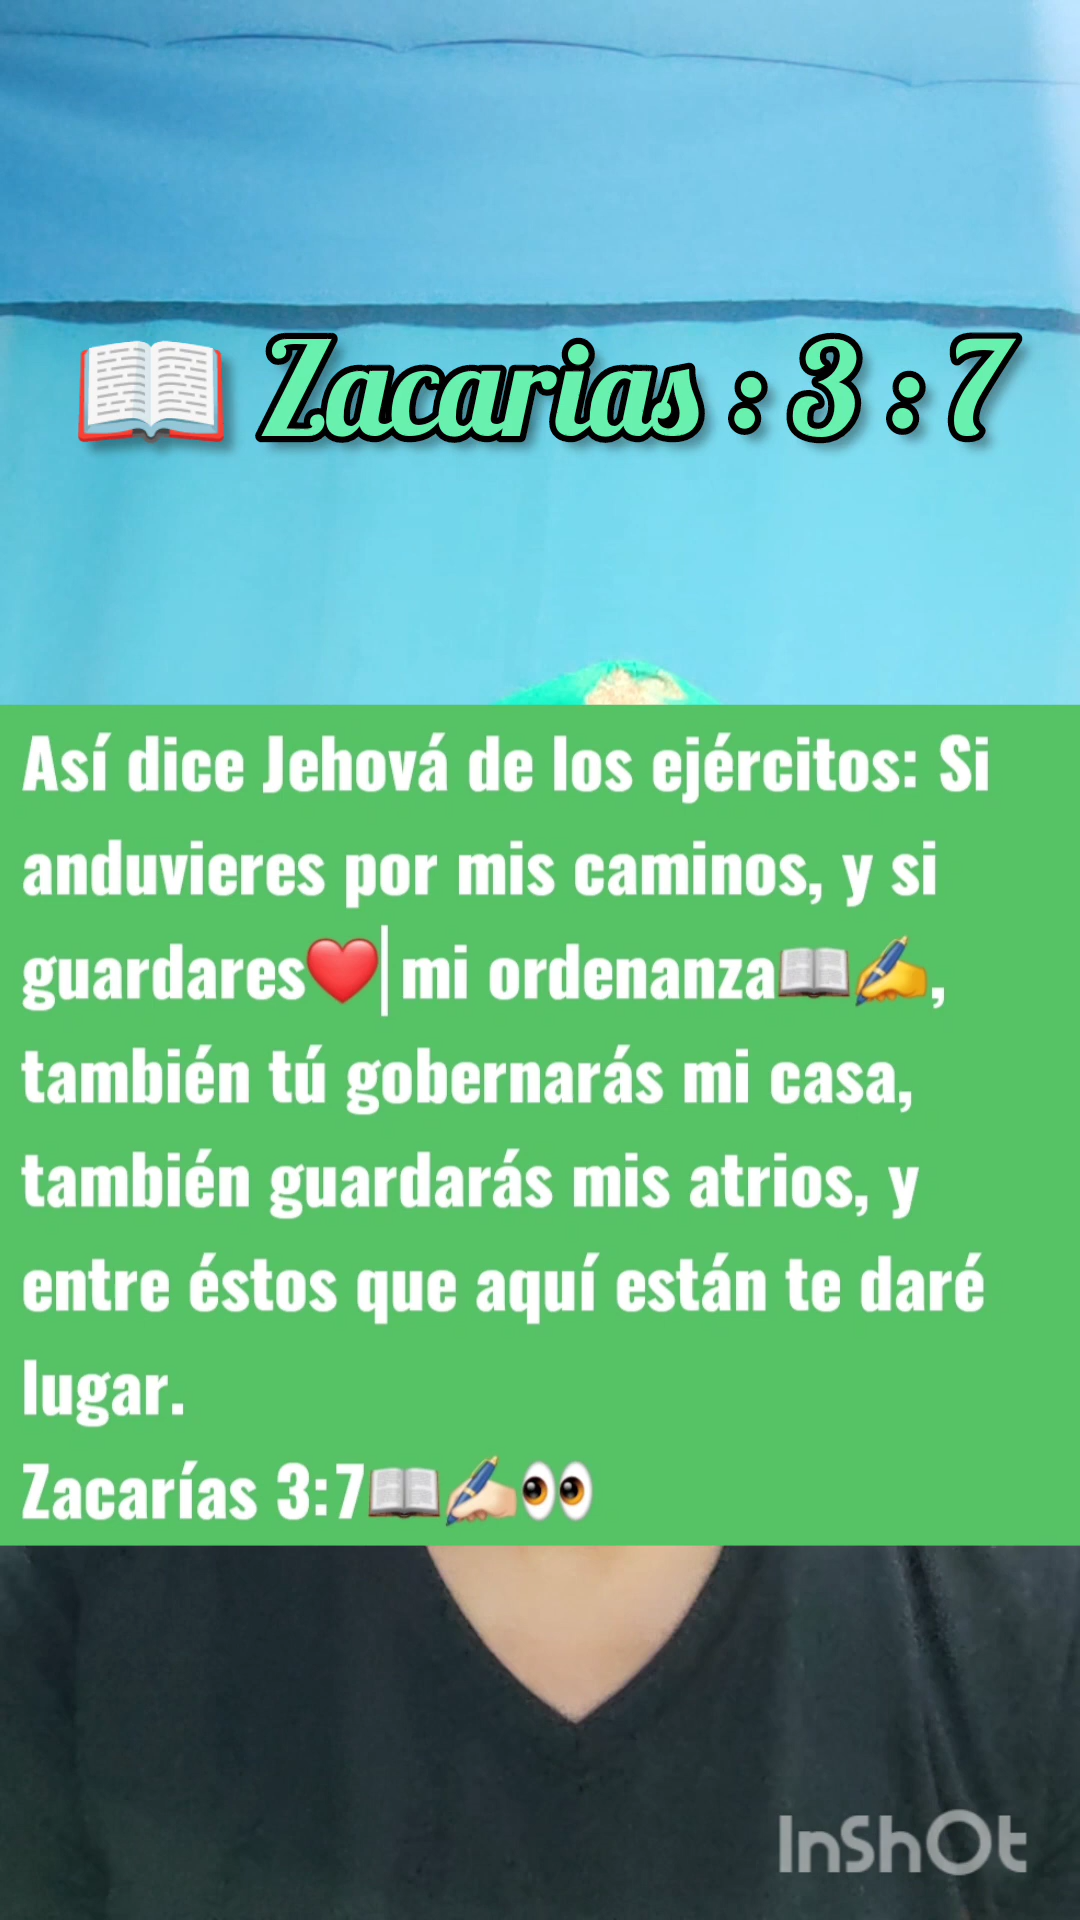 📖 Zacarias : 3 : 7
Así dice Jehová de los ejércitos: Si
anduvieres por mis caminos, y si
guardares❤️ mi ordenanza📖✍️,
también tú gobernarás mi casa,
también guardarás mis atrios, y
entre éstos que aquí están te daré
lugar.
Zacarías 3:7📖✍🏻👀
InShOt